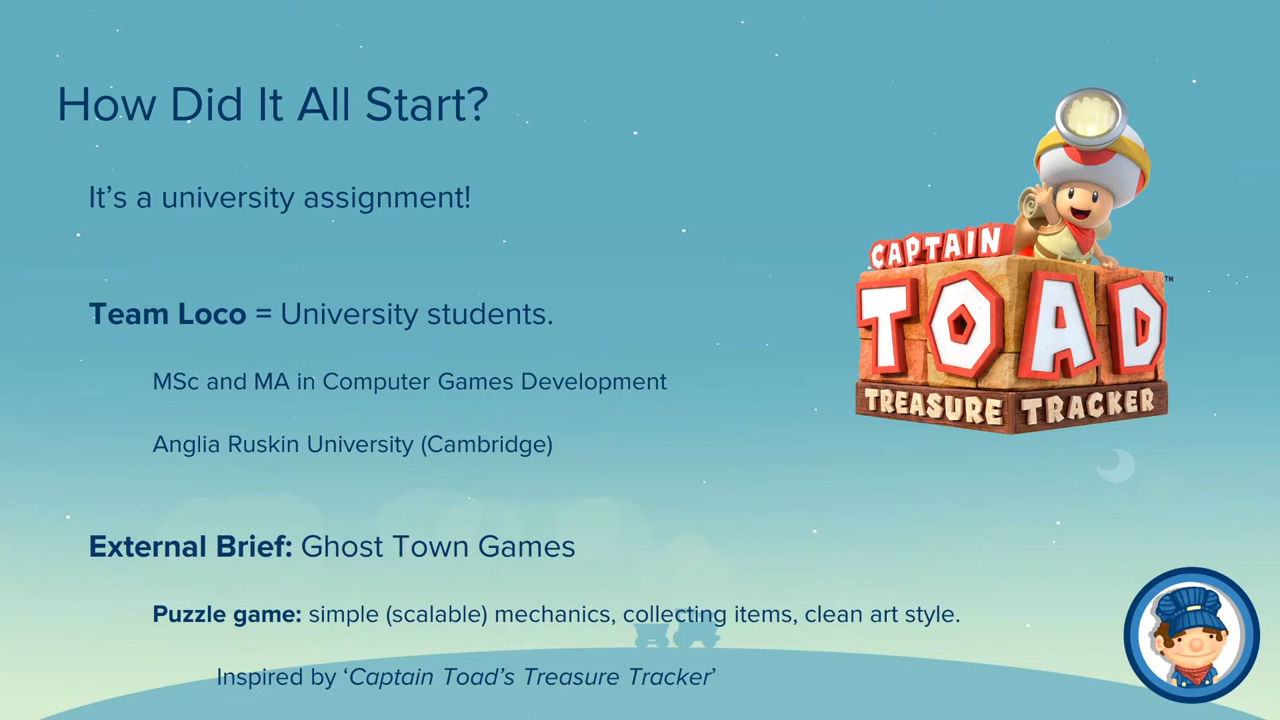 How Did It All Start?
It’s a university assignment!
Team Loco = University students.
MSc and MA in Computer Games Development
Anglia Ruskin University (Cambridge)
External Brief: Ghost Town Games
Puzzle game: simple (scalable) mechanics, collecting items, clean art style.
Inspired by ‘Captain Toad’s Treasure Tracker’
CAPTAIN
TOAD™
TREASURE TRACKER